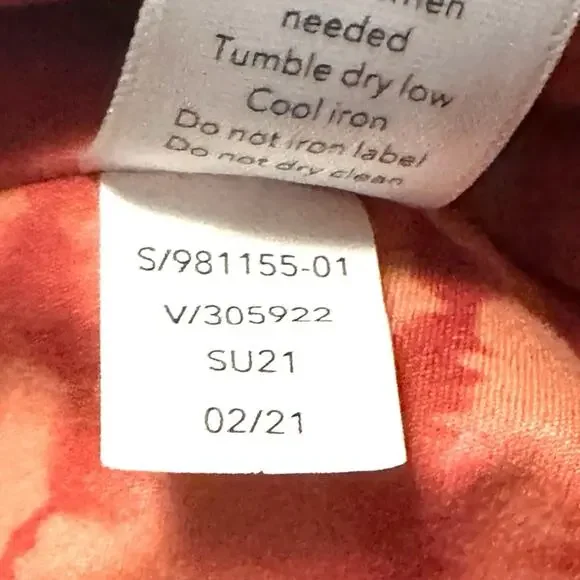 when
needed
Tumble dry low
Cool iron
Do not iron label
Do not dry clean
S/981155-01
V/305922
SU21
02/21